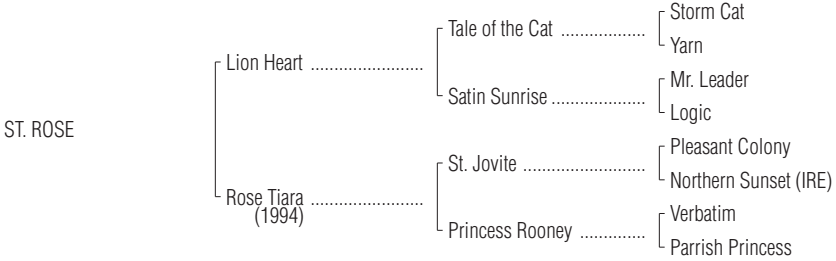 Storm Cat
Tale of the Cat ..................
Yarn
Lion Heart ........................
Mr. Leader
Satin Sunrise ....................
Logic
ST. ROSE
Pleasant Colony
St. Jovite ..........................
Northern Sunset (IRE)
Rose Tiara ........................
(1994)
Verbatim
Princess Rooney ..............
Parrish Princess